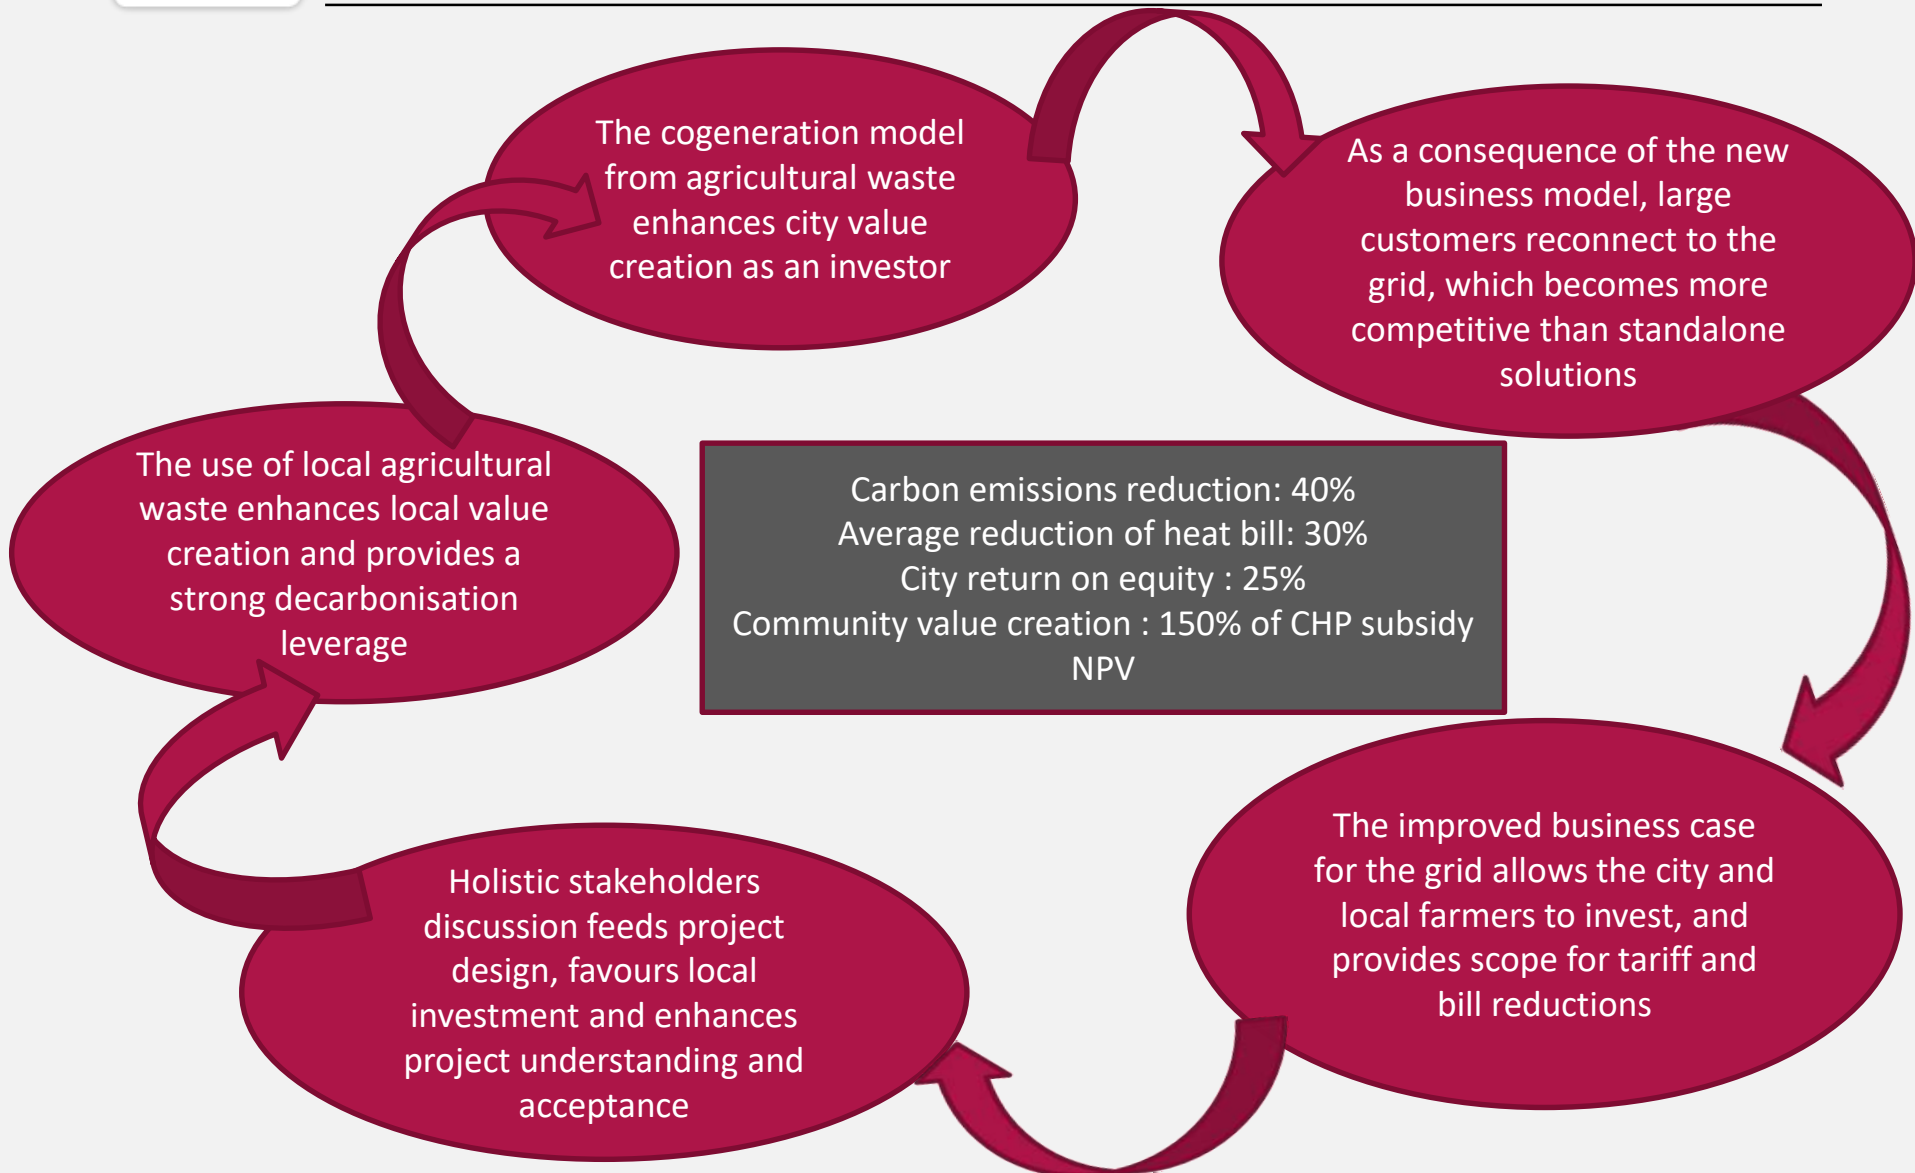 The cogeneration model
from agricultural waste
enhances city value
creation as an investor
As a consequence of the new
business model, large
customers reconnect to the
grid, which becomes more
competitive than standalone
solutions
The use of local agricultural
waste enhances local value
creation and provides a
strong decarbonisation
leverage
Carbon emissions reduction: 40%
Average reduction of heat bill: 30%
City return on equity : 25%
Community value creation : 150% of CHP subsidy
NPV
The improved business case
for the grid allows the city and
local farmers to invest, and
provides scope for tariff and
bill reductions
Holistic stakeholders
discussion feeds project
design, favours local
investment and enhances
project understanding and
acceptance